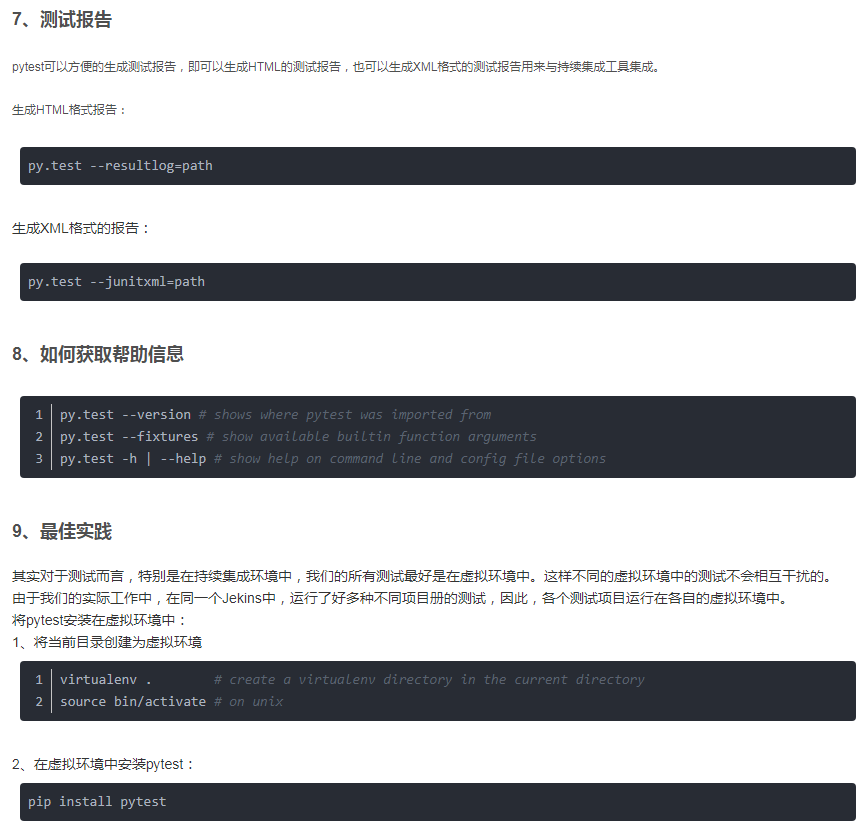 7、测试报告
pytest可以方便的生成测试报告，即可以生成HTML的测试报告，也可以生成XML格式的测试报告用来与持续集成工具集成。
生成HTML格式报告：
py.test --resultlog=path
生成XML格式的报告：
py.test --junitxml=path
8、如何获取帮助信息
1 py.test --version # shows where pytest was imported from
2 py.test --fixtures # show available builtin function arguments
3 py.test -h | --help # show help on command line and config file options
9、最佳实践
其实对于测试而言，特别是在持续集成环境中，我们的所有测试最好是在虚拟环境中。这样不同的虚拟环境中的测试不会相互干扰的。
由于我们的实际工作中，在同一个Jekins中，运行了好多种不同项目册的测试，因此，各个测试项目运行在各自的虚拟环境中。
将pytest安装在虚拟环境中：
1、将当前目录创建为虚拟环境
1 virtualenv .        # create a virtualenv directory in the current directory
2 source bin/activate # on unix
2、在虚拟环境中安装pytest：
pip install pytest